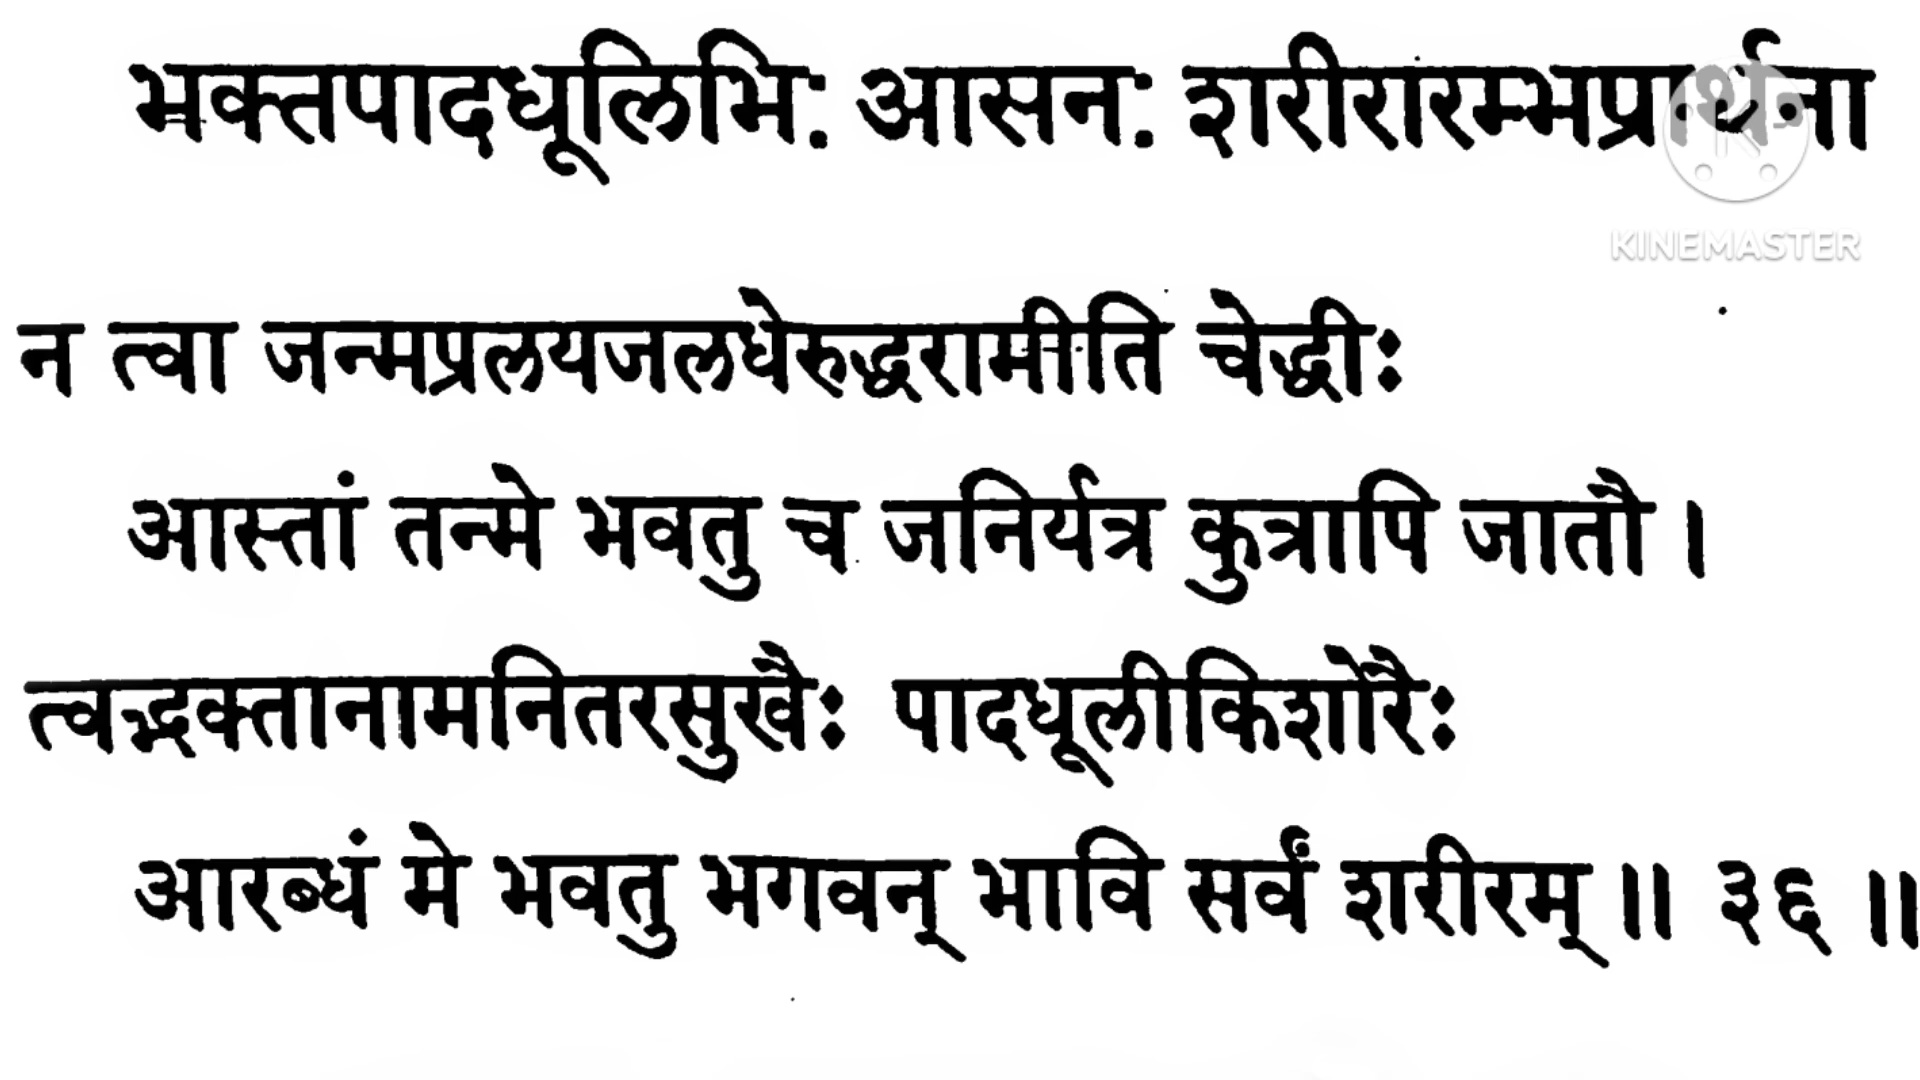 भक्तपादधूलिभि: आसन: शरीरारम्भप्रार्थना
KINEMASTER
न त्वा जन्मप्रलयजलधेरुद्धरामीति चेद्धीः
आस्तां तन्मे भवतु च जनिर्यत्र कुत्रापि जातौ ।
त्वद्भक्तानामनितरसुखैः पादधूलीकिशोरैः
आरब्धं मे भवतु भगवन् भावि सर्वं शरीरम् ॥ ३६ ॥